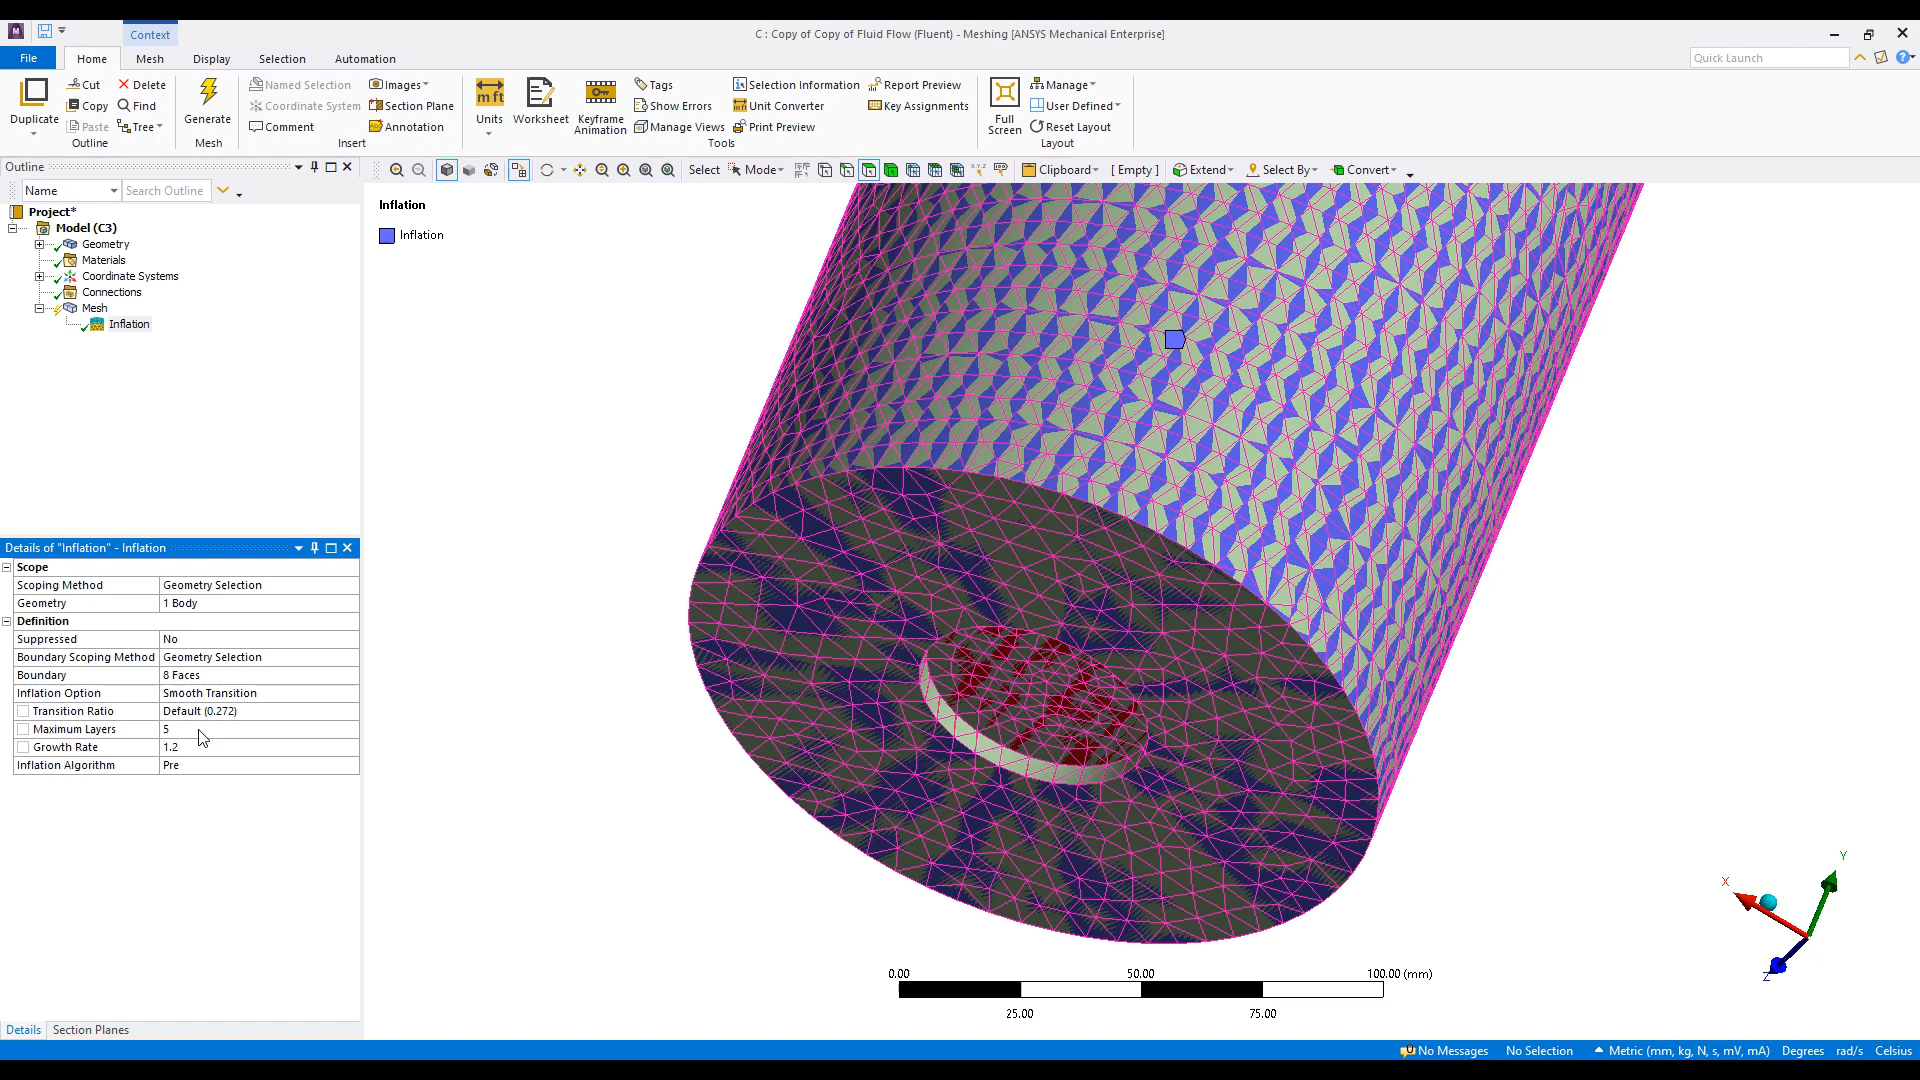 Context
C : Copy of Copy of Fluid Flow (Fluent) - Meshing [ANSYS Mechanical Enterprise]
File Home Mesh Display Selection Automation
Quick Launch
Duplicate
Cut
Copy
Paste
Delete
Find
Tree
Outline
Generate
Mesh
Named Selection
Coordinate System
Comment
Images
Section Plane
Annotation
Insert
Units
Worksheet
Keyframe
Animation
Tags
Show Errors
Manage Views
Selection Information
Unit Converter
Print Preview
Report Preview
Key Assignments
Tools
Full
Screen
Manage
User Defined
Reset Layout
Layout
Outline
Name Search Outline
Select Mode Clipboard [ Empty ] Extend Select By Convert
Project*
Model (C3)
Geometry
Materials
Coordinate Systems
Connections
Mesh
Inflation
Inflation
Inflation
Details of "Inflation" - Inflation
Scope
Scoping Method Geometry Selection
Geometry 1 Body
Definition
Suppressed No
Boundary Scoping Method Geometry Selection
Boundary 8 Faces
Inflation Option Smooth Transition
Transition Ratio Default (0.272)
Maximum Layers 5
Growth Rate 1.2
Inflation Algorithm Pre
Y
X
Z
0.00 50.00 100.00 (mm)
25.00 75.00
Details Section Planes
No Messages No Selection Metric (mm, kg, N, s, mV, mA) Degrees rad/s Celsius